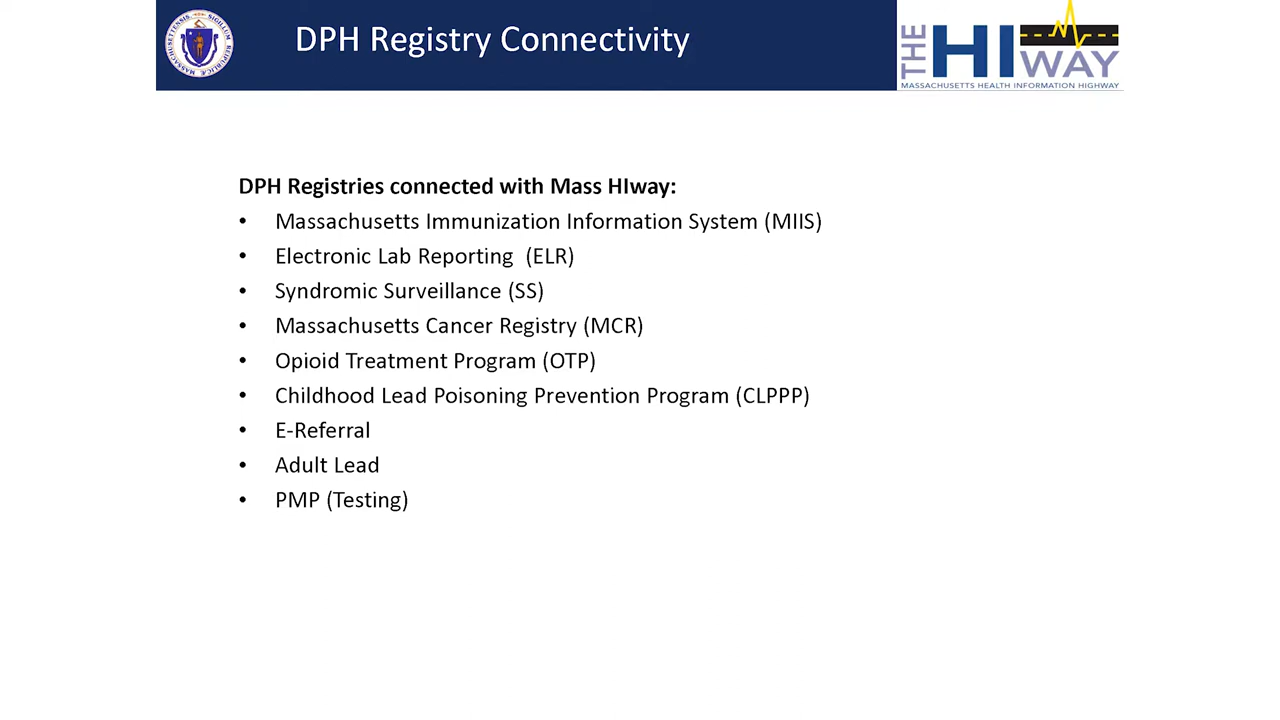 DPH Registry Connectivity
THE HIWAY
MASSACHUSETTS HEALTH INFORMATION HIGHWAY
DPH Registries connected with Mass HIway:
• Massachusetts Immunization Information System (MIIS)
• Electronic Lab Reporting (ELR)
• Syndromic Surveillance (SS)
• Massachusetts Cancer Registry (MCR)
• Opioid Treatment Program (OTP)
• Childhood Lead Poisoning Prevention Program (CLPPP)
• E-Referral
• Adult Lead
• PMP (Testing)